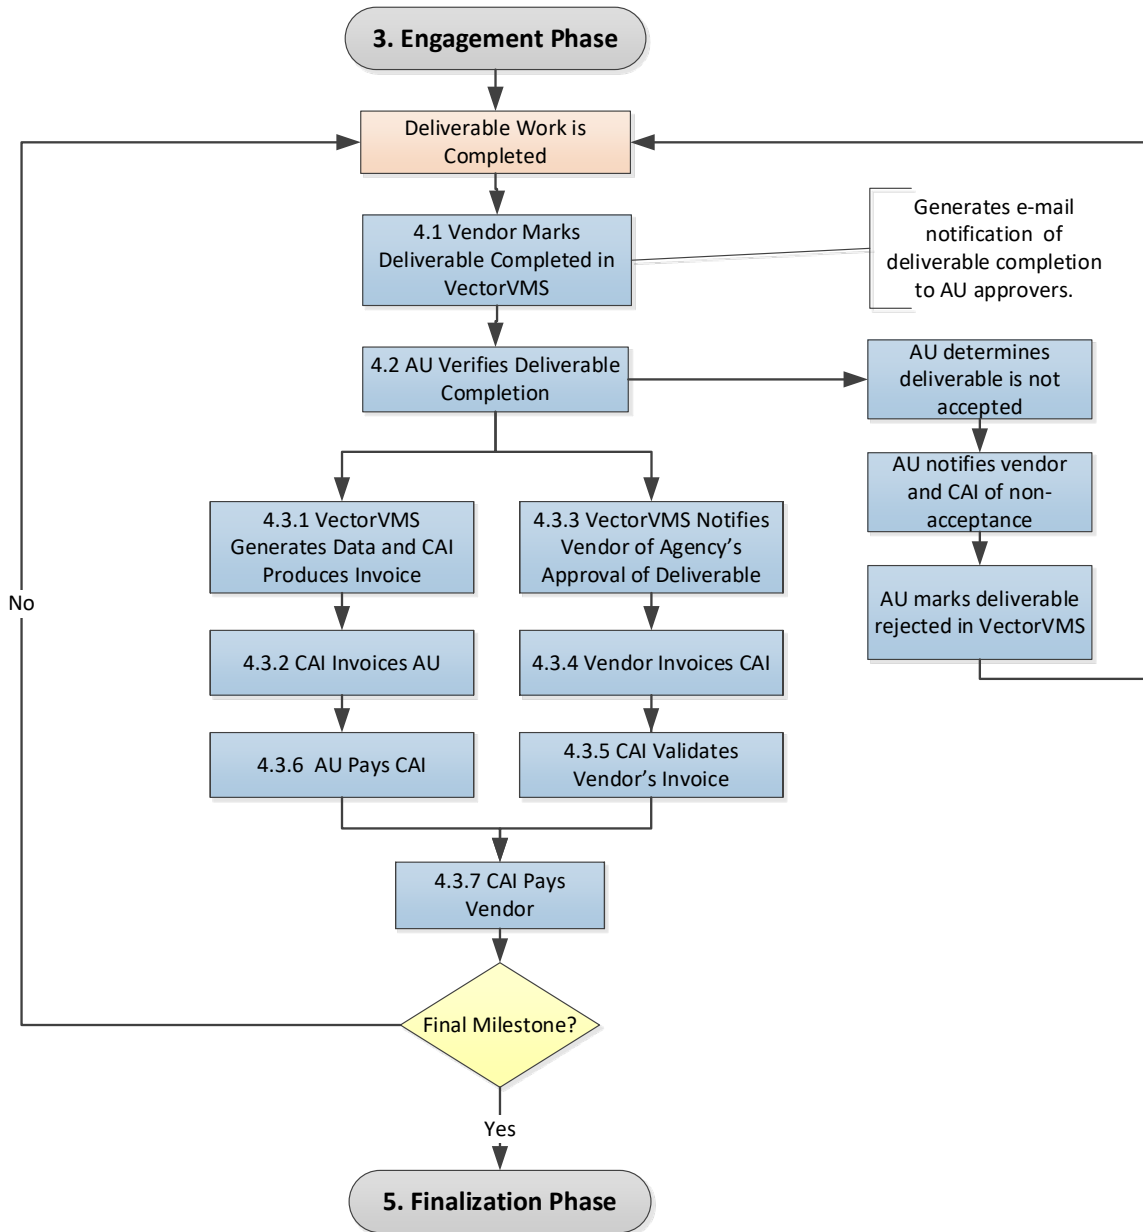 3. Engagement Phase
Deliverable Work is
Completed
4.1 Vendor Marks
Deliverable Completed in
VectorVMS
Generates e-mail
notification of
deliverable completion
to AU approvers.
4.2 AU Verifies Deliverable
Completion
AU determines
deliverable is not
accepted
AU notifies vendor
and CAI of non-
acceptance
AU marks deliverable
rejected in VectorVMS
4.3.1 VectorVMS
Generates Data and CAI
Produces Invoice
4.3.3 VectorVMS Notifies
Vendor of Agency’s
Approval of Deliverable
No
4.3.2 CAI Invoices AU
4.3.4 Vendor Invoices CAI
4.3.6 AU Pays CAI
4.3.5 CAI Validates
Vendor’s Invoice
4.3.7 CAI Pays
Vendor
Final Milestone?
Yes
5. Finalization Phase